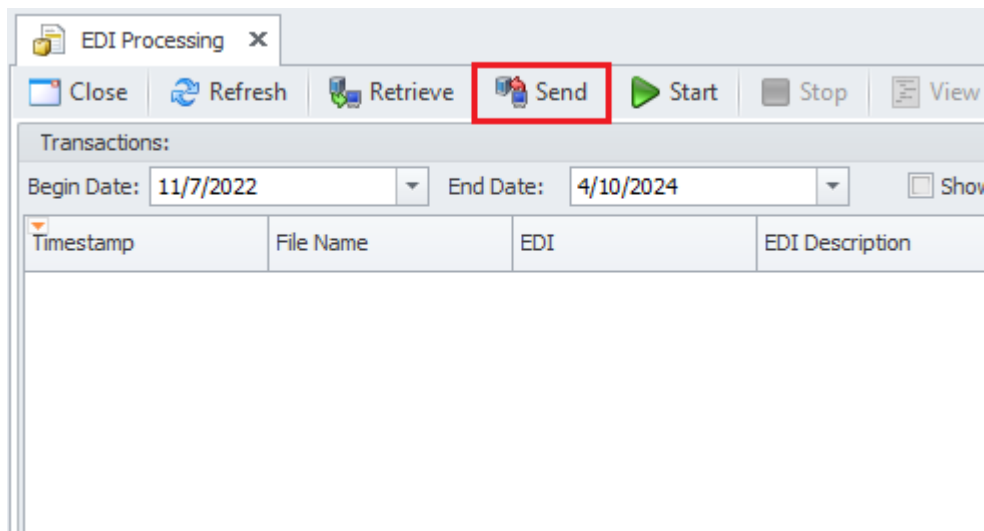 EDI Processing
Close Refresh Retrieve Send Start Stop View
Transactions:
Begin Date: 11/7/2022 End Date: 4/10/2024 Show
Timestamp File Name EDI EDI Description